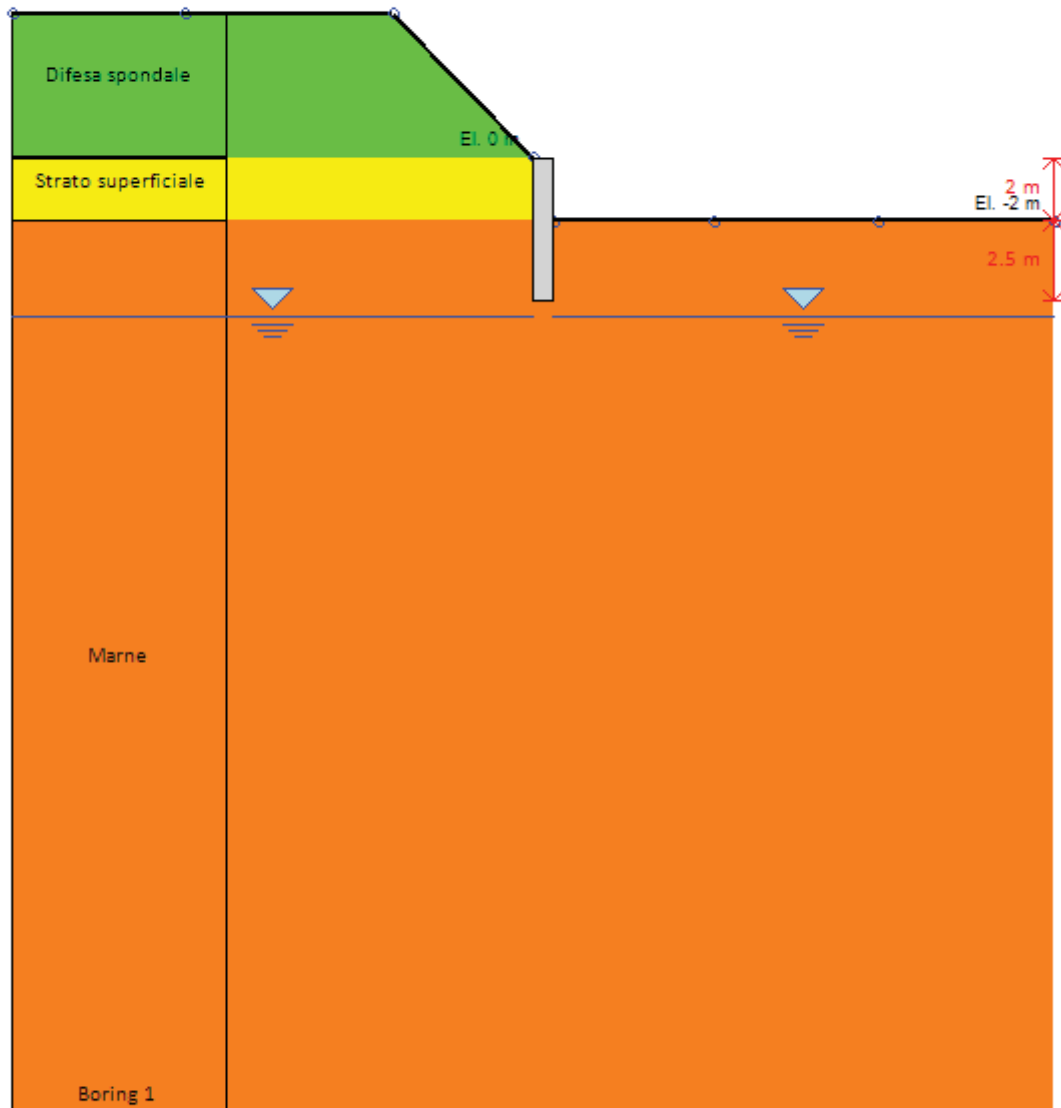 Difesa spondale
El. 0 m
Strato superficiale
2 m
El. -2 m
2.5 m
Marne
Boring 1